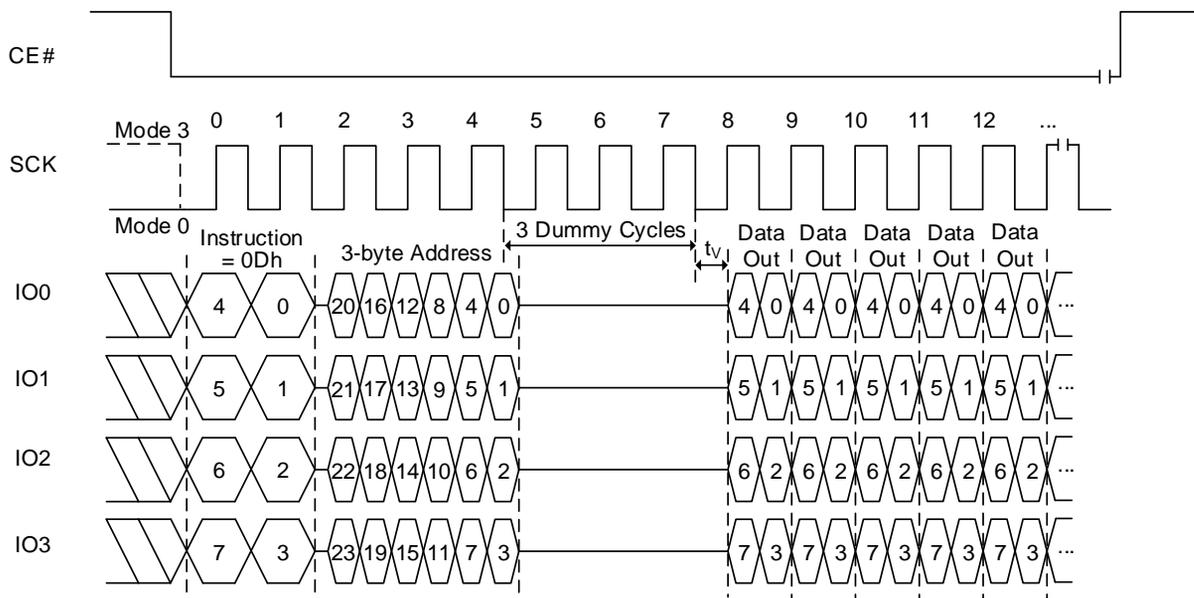 CE#
0 1 2 3 4 5 6 7 8 9 10 11 12 ...
Mode 3
SCK
Mode 0
Instruction
= 0Dh
3-byte Address
3 Dummy Cycles
tV
Data
Out
Data
Out
Data
Out
Data
Out
Data
Out
IO0 4 0 20 16 12 8 4 0 4 0 4 0 4 0 4 0 4 0 ...
IO1 5 1 21 17 13 9 5 1 5 1 5 1 5 1 5 1 5 1 ...
IO2 6 2 22 18 14 10 6 2 6 2 6 2 6 2 6 2 6 2 ...
IO3 7 3 23 19 15 11 7 3 7 3 7 3 7 3 7 3 7 3 ...